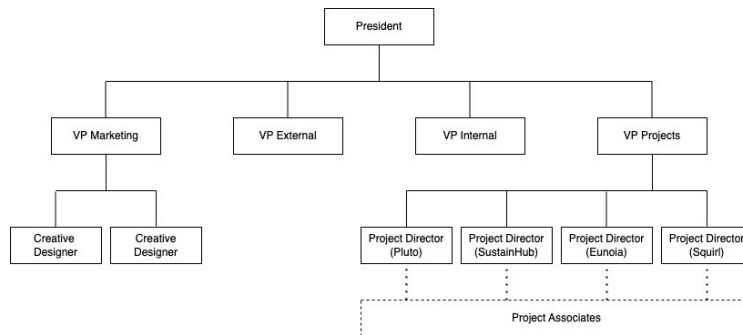 President
VP Marketing
VP External
VP Internal
VP Projects
Creative
Designer
Creative
Designer
Project Director
(Pluto)
Project Director
(SustainHub)
Project Director
(Eunoia)
Project Director
(Squirl)
Project Associates